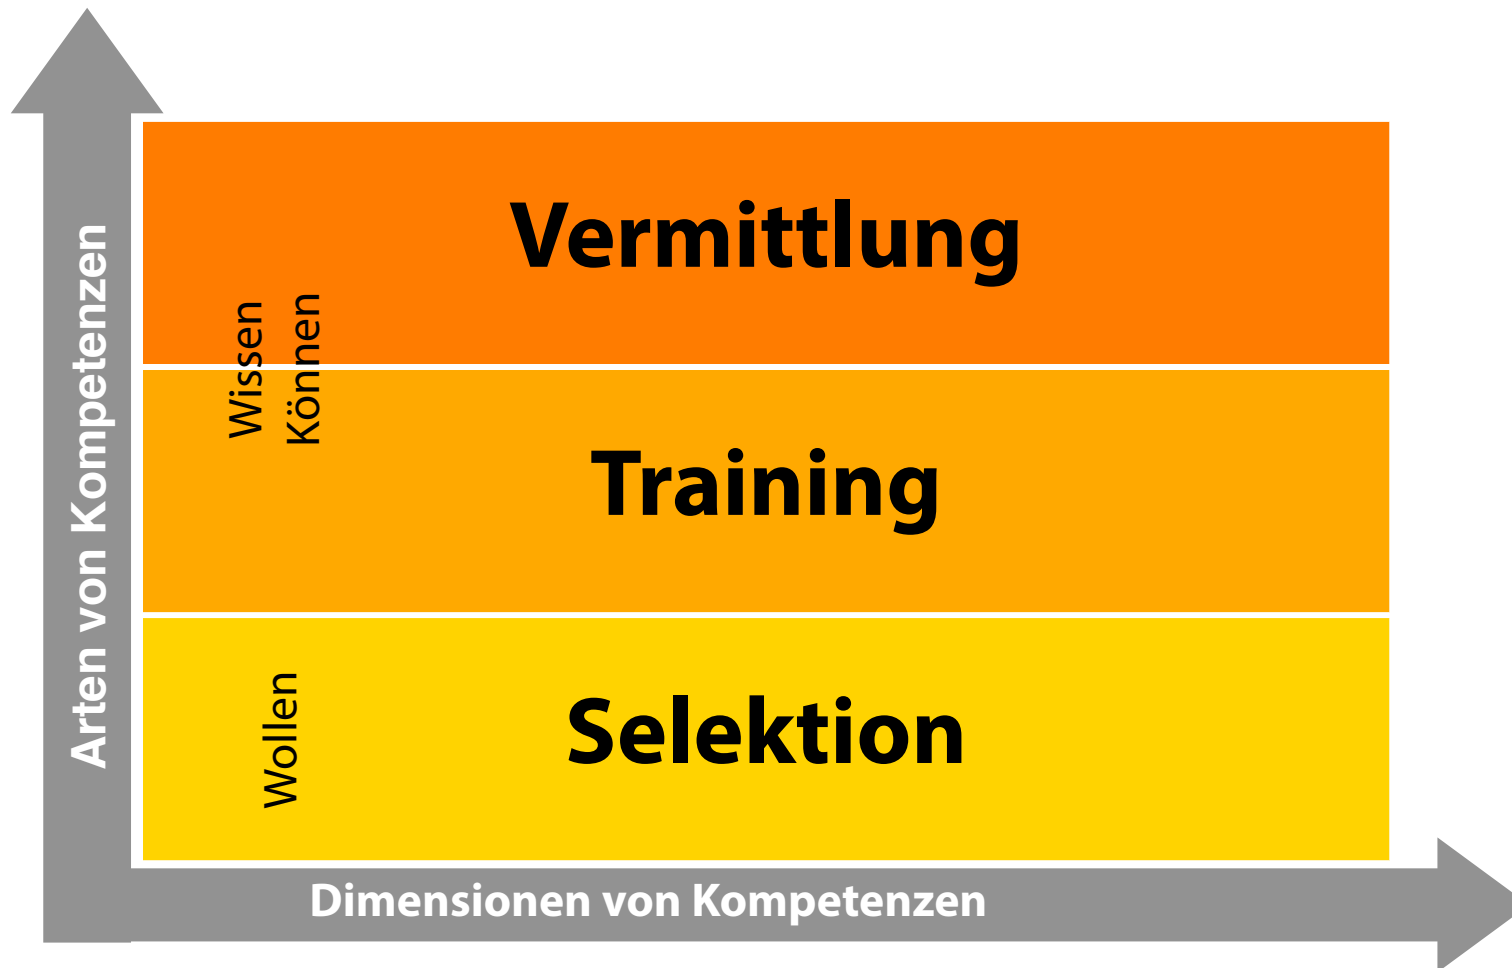 Arten von Kompetenzen
Vermittlung
Wissen
Können
Training
Wollen
Selektion
Dimensionen von Kompetenzen